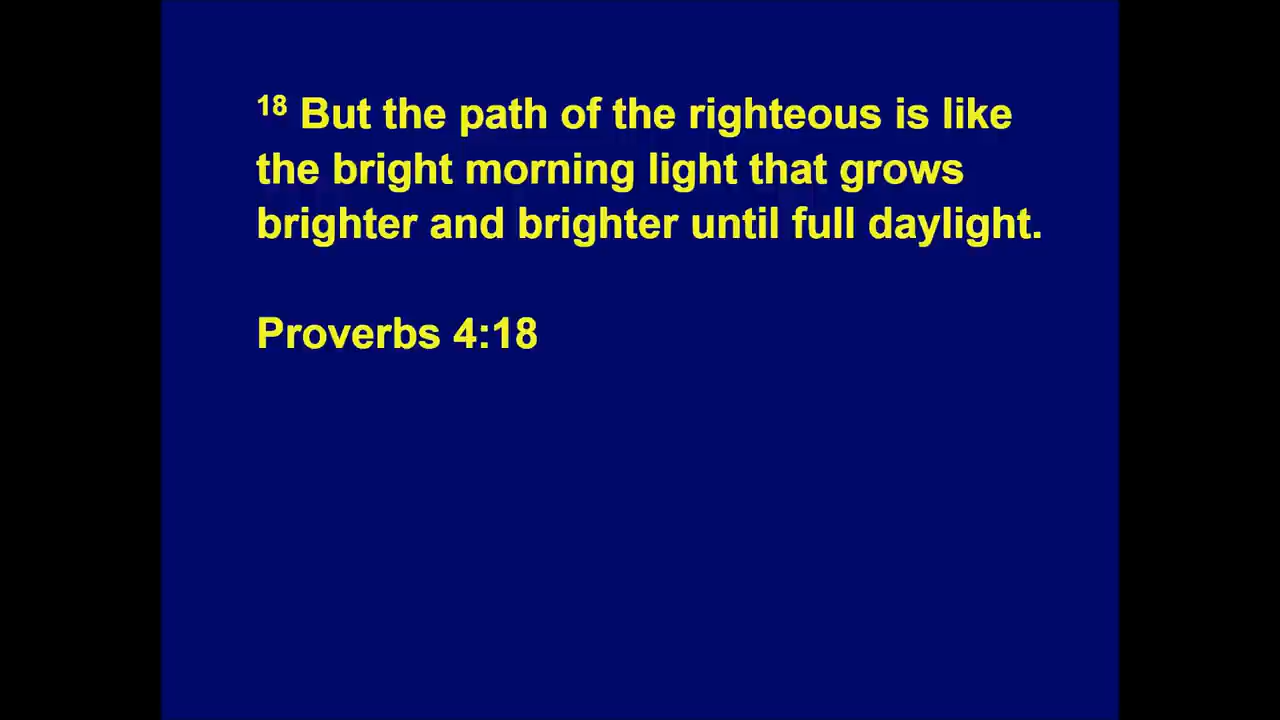 18 But the path of the righteous is like
the bright morning light that grows
brighter and brighter until full daylight.
Proverbs 4:18